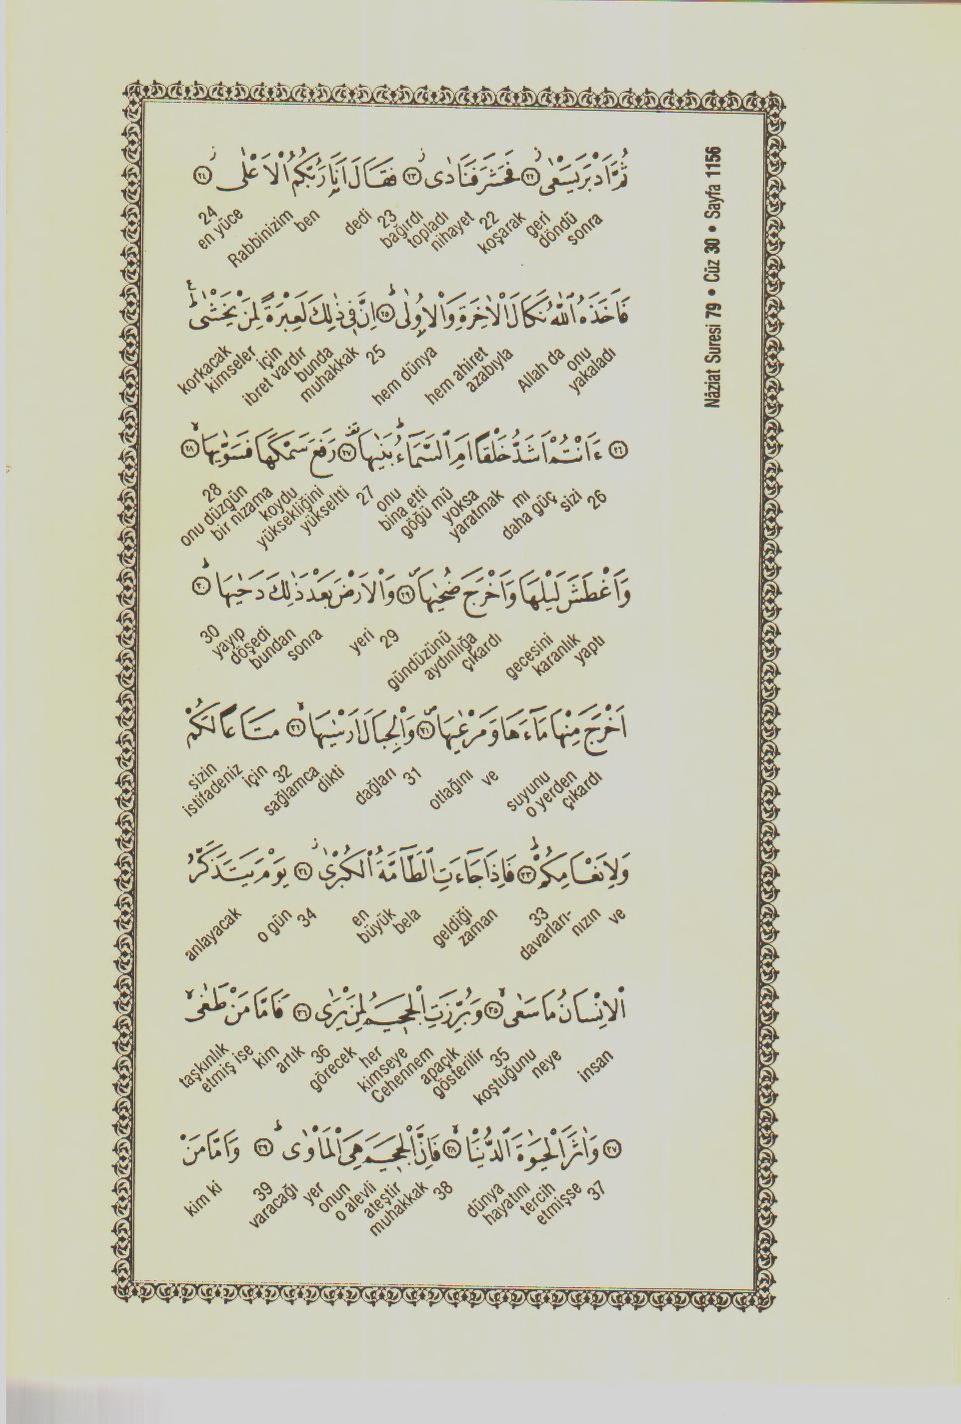 Nâziat Suresi 79 • Cüz 30 • Sayfa 1156
ثُمَّ اَدْبَرَ يَسْعٰى ﴿٢٢﴾ فَحَشَرَ فَنَادٰى ﴿٢٣﴾ فَقَالَ اَنَا رَبُّكُمُ الْاَعْلٰى ﴿٢٤﴾
sonra döndü geri koşarak 22 nihayet topladı bağırdı 23 dedi ben Rabbinizim en yüce 24
فَاَخَذَهُ اللّٰهُ نَكَالَ الْاٰخِرَةِ وَالْاُولٰى ﴿٢٥﴾ اِنَّ فٖي ذٰلِكَ لَعِبْرَةً لِمَنْ يَخْشٰى
yakaladı onu Allah da azabıyla hem ahiret hem dünya 25 muhakkak bunda ibret vardır için kimseler korkacak
﴿٢٦﴾ ءَاَنْتُمْ اَشَدُّ خَلْقًا اَمِ السَّمَاءُ بَنٰيهَا ﴿٢٧﴾ رَفَعَ سَمْكَهَا فَسَوّٰيهَا ﴿٢٨﴾
26 sizi daha güç mı yaratmak yoksa göğü mü bina etti onu 27 yükseltti yüksekliğini koydu bir nizama onu düzgün 28
وَاَغْطَشَ لَيْلَهَا وَاَخْرَجَ ضُحٰيهَا ﴿٢٩﴾ وَالْاَرْضَ بَعْدَ ذٰلِكَ دَحٰيهَا ﴿٣٠﴾
yaptı karanlık gecesini çıkardı aydınlığa gündüzünü 29 yeri sonra bundan döşedi yayıp 30
اَخْرَجَ مِنْهَا مَاءَهَا وَمَرْعٰيهَا ﴿٣١﴾ وَالْجِبَالَ اَرْسٰيهَا ﴿٣٢﴾ مَتَاعًا لَكُمْ
çıkardı o yerden suyunu ve otlağını 31 dağları dikti sağlamca 32 için istifadeniz sizin
وَلِاَنْعَامِكُمْ ﴿٣٣﴾ فَاِذَا جَاءَتِ الطَّامَّةُ الْكُبْرٰى ﴿٣٤﴾ يَوْمَ يَتَذَكَّرُ
ve davarları- nızın 33 zaman geldiği bela büyük en 34 o gün anlayacak
الْاِنْسَانُ مَا سَعٰى ﴿٣٥﴾ وَبُرِّزَتِ الْجَحٖيمُ لِمَنْ يَرٰى ﴿٣٦﴾ فَاَمَّا مَنْ طَغٰى
insan neye koştuğunu 35 gösterilir apaçık Cehennem kimseye her görecek 36 artık kim etmiş ise taşkınlık
﴿٣٧﴾ وَاٰثَرَ الْحَيٰوةَ الدُّنْيَا ﴿٣٨﴾ فَاِنَّ الْجَحٖيمَ هِيَ الْمَاْوٰى ﴿٣٩﴾ وَاَمَّا مَنْ
37 etmişse tercih hayatını dünya 38 muhakkak ateştir o alevli onun yer varacağı 39 kim ki